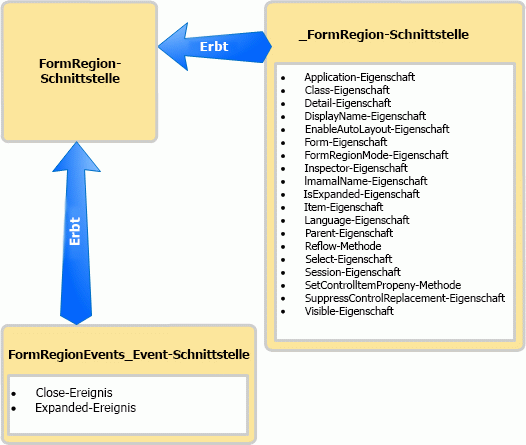 FormRegion-
Schnittstelle
Erbt
_FormRegion-Schnittstelle
• Application-Eigenschaft
• Class-Eigenschaft
• Detail-Eigenschaft
• DisplayName-Eigenschaft
• EnableAutoLayout-Eigenschaft
• Form-Eigenschaft
• FormRegionMode-Eigenschaft
• Inspector-Eigenschaft
• lmamalName-Eigenschaft
• IsExpanded-Eigenschaft
• Item-Eigenschaft
• Language-Eigenschaft
• Parent-Eigenschaft
• Reflow-Methode
• Select-Eigenschaft
• Session-Eigenschaft
• SetControlItemPropeny-Methode
• SuppressControlReplacement-Eigenschaft
• Visible-Eigenschaft
Erbt
FormRegionEvents_Event-Schnittstelle
• Close-Ereignis
• Expanded-Ereignis